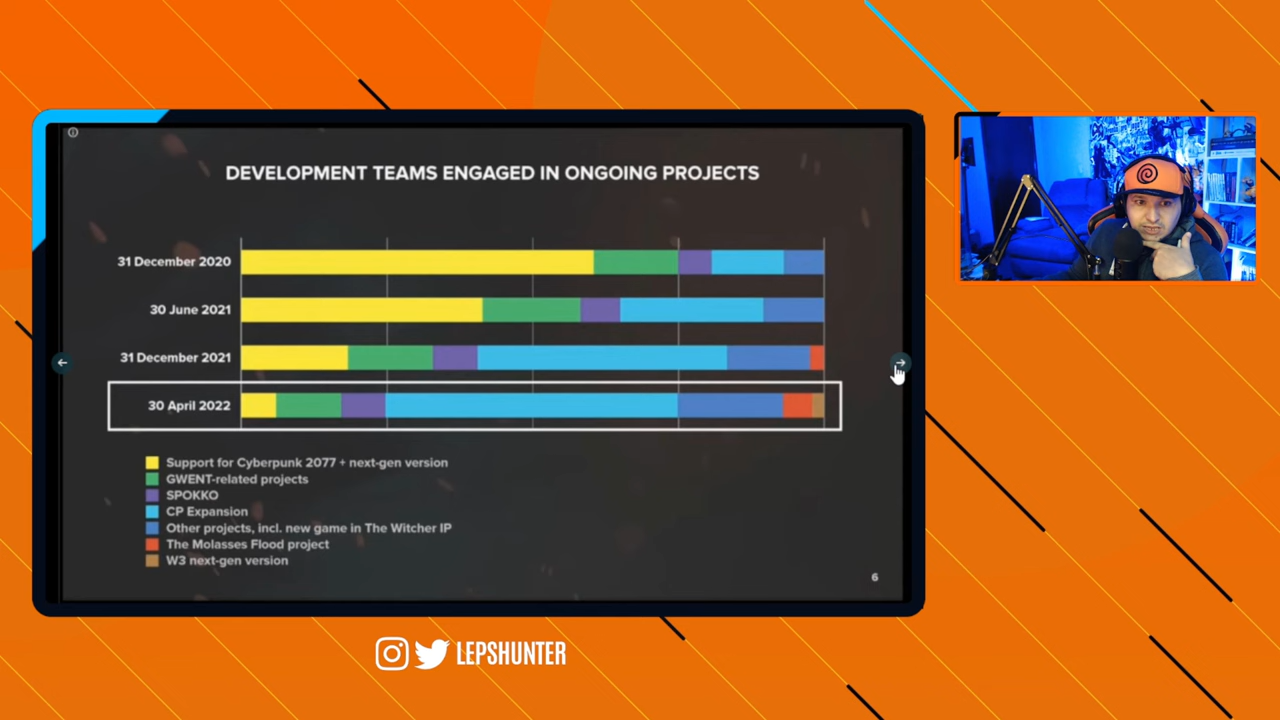 DEVELOPMENT TEAMS ENGAGED IN ONGOING PROJECTS
31 December 2020
30 June 2021
31 December 2021
30 April 2022
Support for Cyberpunk 2077 + next-gen version
GWENT-related projects
SPOKKO
CP Expansion
Other projects, incl. new game in The Witcher IP
The Molasses Flood project
W3 next-gen version
6
LEPSHUNTER